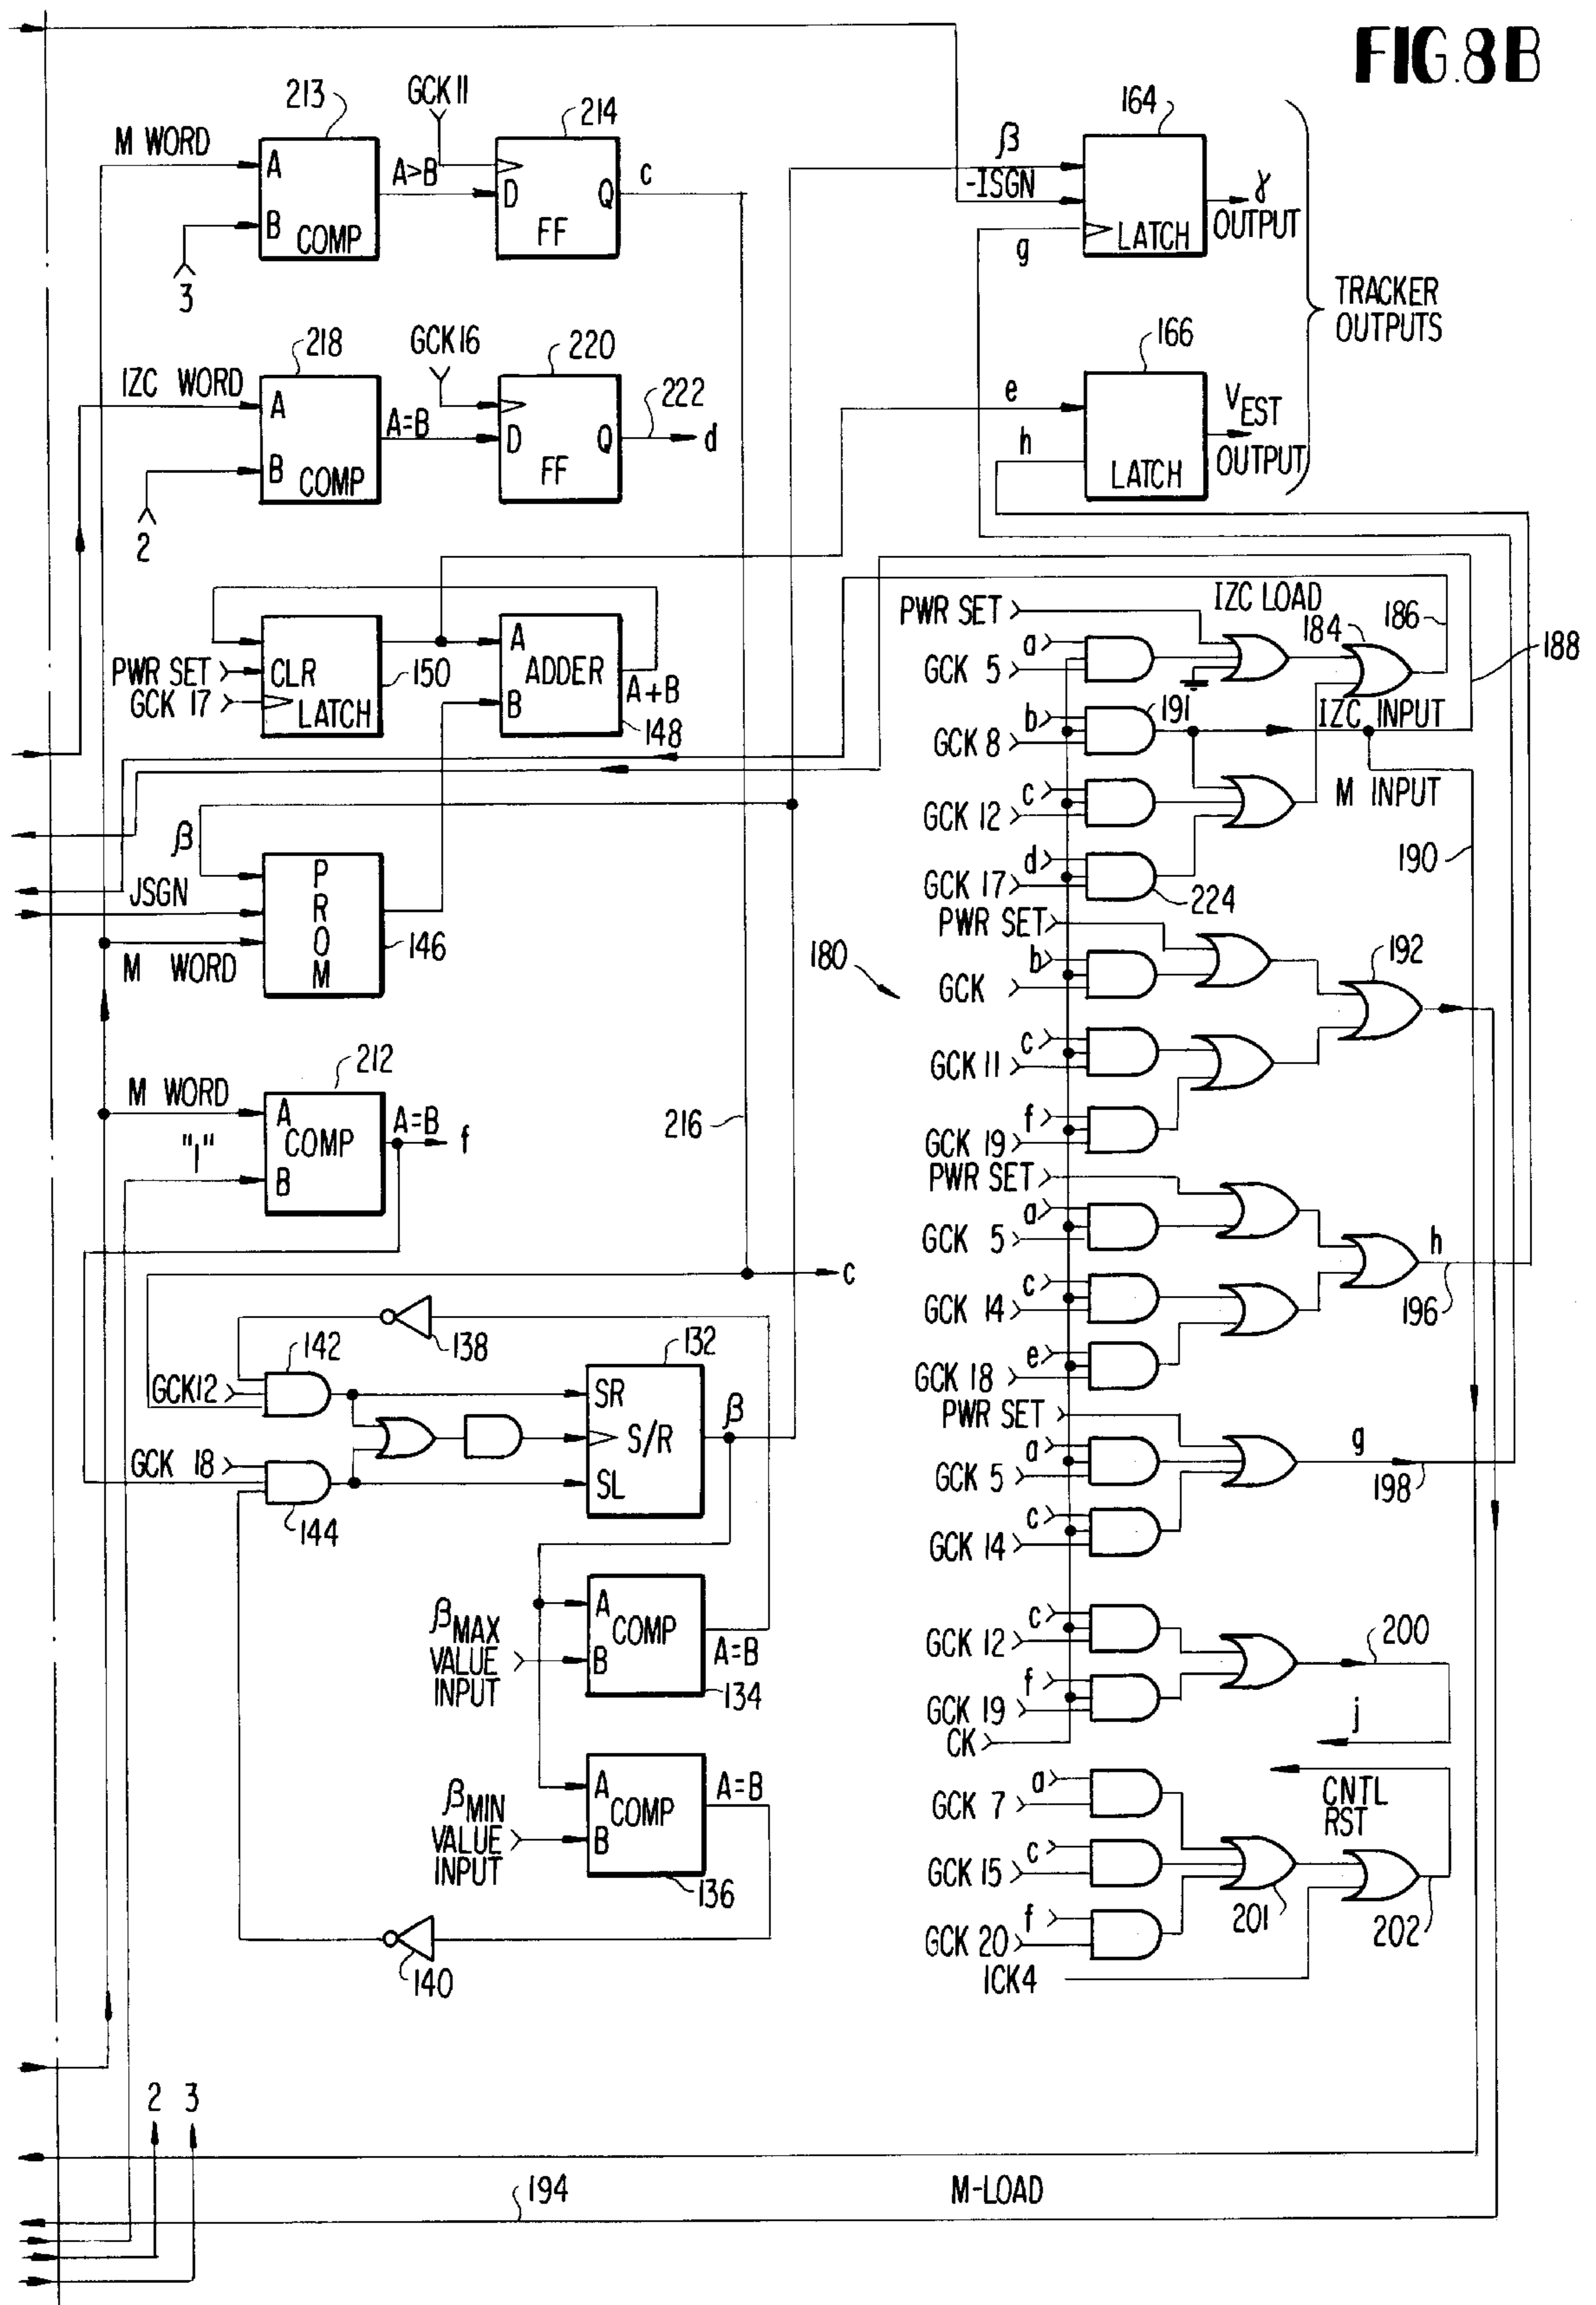 FIG. 8B
213
GCK 11
214
M WORD
A
B
COMP
A>B
D
Q
FF
c
3
218
GCK 16
220
IZC WORD
A
B
COMP
A=B
D
Q
FF
222
d
2
164
β
-ISGN
g
LATCH
γ
OUTPUT
166
e
h
LATCH
VEST
OUTPUT
TRACKER
OUTPUTS
PWR SET
GCK 17
CLR
LATCH
150
A
ADDER
B
A+B
148
β
JSGN
M WORD
PROM
146
M WORD
"1"
212
A
COMP
B
A=B
f
216
c
138
142
GCK12
GCK 18
144
132
SR
S/R
SL
β
βMAX
VALUE
INPUT
A
COMP
B
A=B
134
βMIN
VALUE
INPUT
A
COMP
B
A=B
136
140
180
PWR SET
a
GCK 5
IZC LOAD
184
186
188
b
GCK 8
191
IZC INPUT
c
GCK 12
M INPUT
d
GCK 17
224
190
PWR SET
b
GCK
192
c
GCK 11
f
GCK 19
PWR SET
a
GCK 5
h
196
c
GCK 14
e
GCK 18
PWR SET
a
GCK 5
g
198
c
GCK 14
c
GCK 12
200
f
GCK 19
j
CK
a
GCK 7
CNTL
RST
c
GCK 15
201
202
f
GCK 20
ICK4
2 3
194
M-LOAD